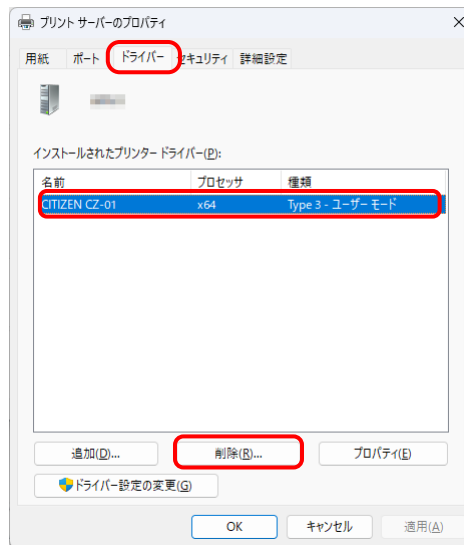 プリント サーバーのプロパティ
用紙 ポート ドライバー セキュリティ 詳細設定
インストールされたプリンター ドライバー(P):
名前 プロセッサ 種類
CITIZEN CZ-01 x64 Type 3 - ユーザー モード
追加(D)... 削除(R)... プロパティ(E)
ドライバー設定の変更(G)
OK キャンセル 適用(A)